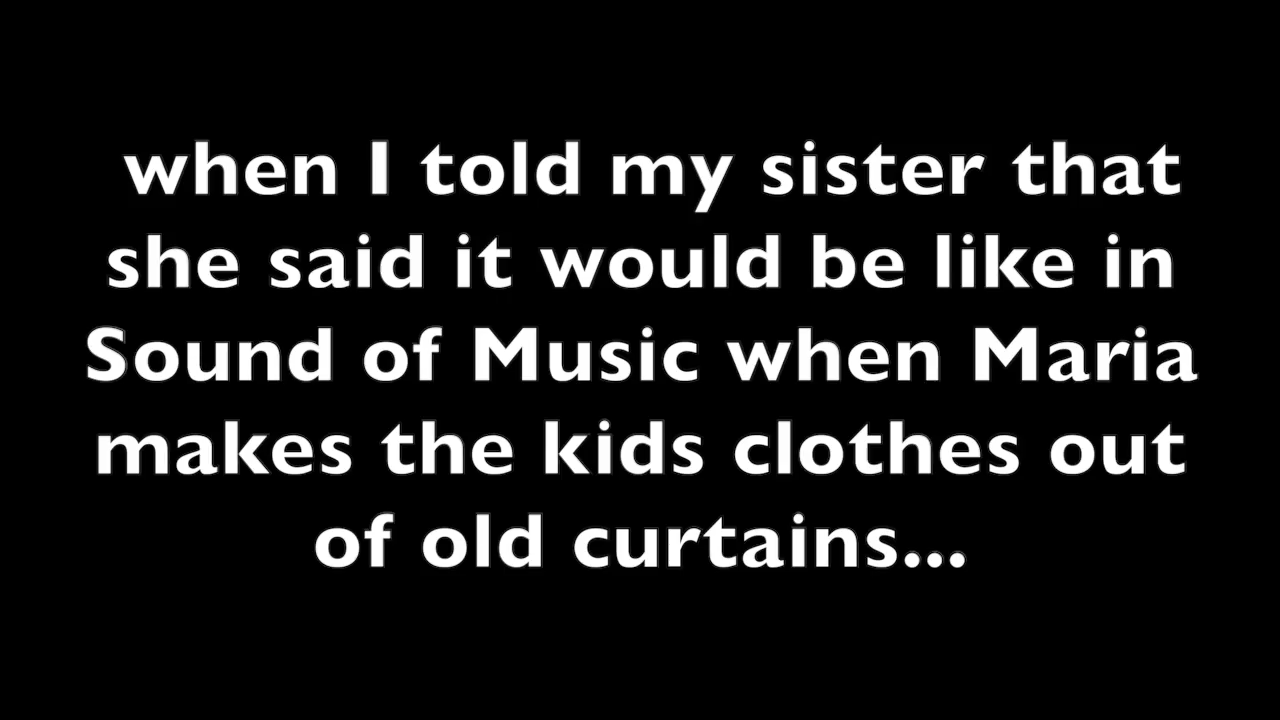 when I told my sister that
she said it would be like in
Sound of Music when Maria
makes the kids clothes out
of old curtains...